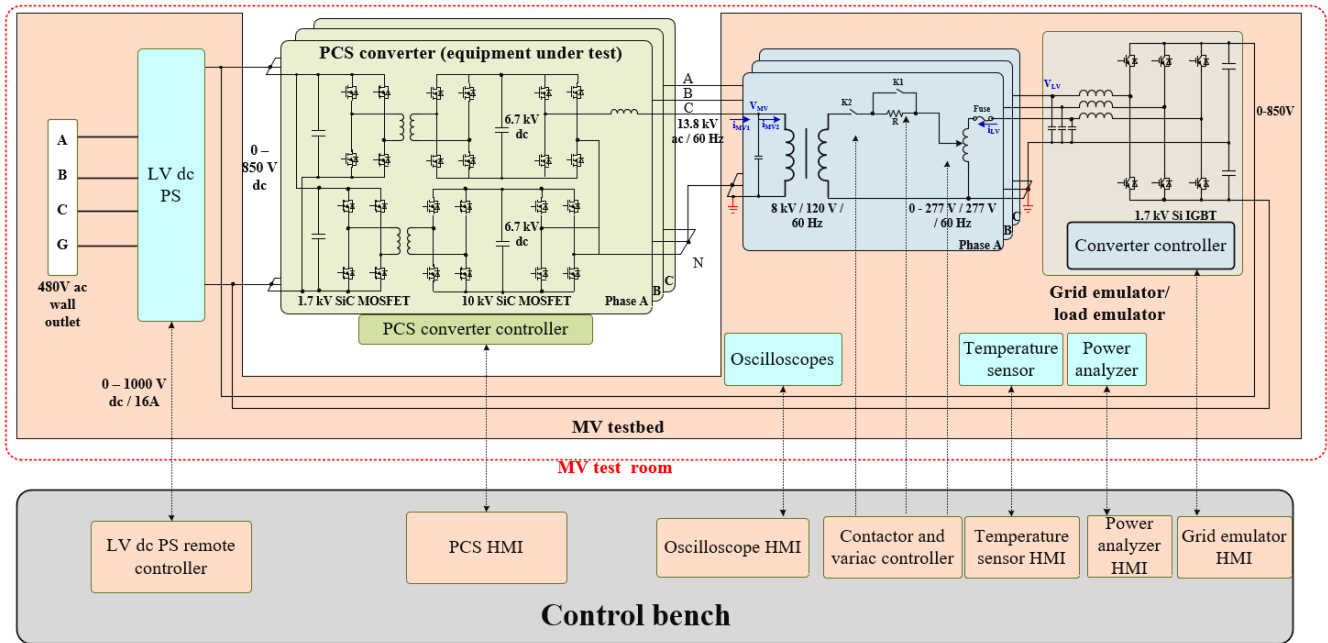 PCS converter (equipment under test)
A
B
C
G
480V ac
wall
outlet
LV dc
PS
0 –
850 V
dc
6.7 kV
dc
6.7 kV
dc
1.7 kV SiC MOSFET
10 kV SiC MOSFET
Phase A
B
C
PCS converter controller
A
B
C
13.8 kV
ac / 60 Hz
N
iMV1
VMV
iMV2
K2
K1
R
Fuse
iLV
8 kV / 120 V /
60 Hz
0 - 277 V / 277 V
/ 60 Hz
Phase A
B
C
VLV
0-850V
1.7 kV Si IGBT
Converter controller
Grid emulator/
load emulator
Oscilloscopes
Temperature
sensor
Power
analyzer
0 – 1000 V
dc / 16A
MV testbed
MV test room
LV dc PS remote
controller
PCS HMI
Oscilloscope HMI
Contactor and
variac controller
Temperature
sensor HMI
Power
analyzer
HMI
Grid emulator
HMI
Control bench